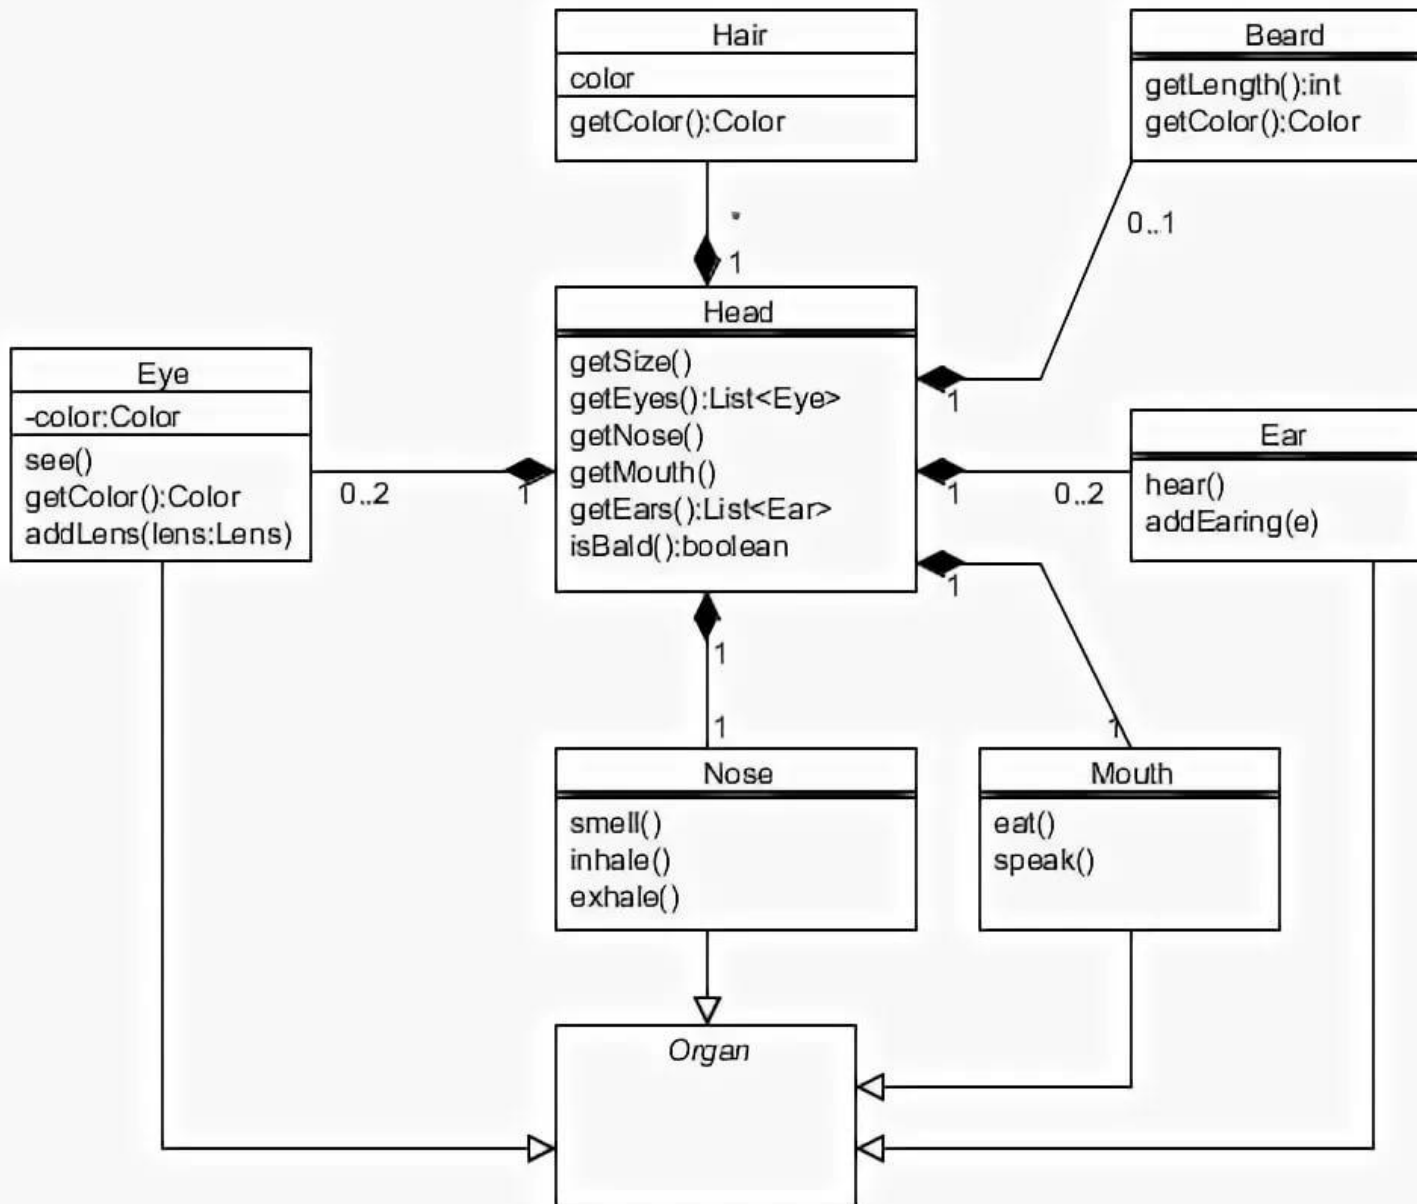 Hair
color
getColor():Color
Beard
getLength():int
getColor():Color
*
1
0..1
Head
getSize()
getEyes():List<Eye>
getNose()
getMouth()
getEars():List<Ear>
isBald():boolean
Eye
-color:Color
see()
getColor():Color
addLens(lens:Lens)
0..2
1
1
1
0..2
1
Ear
hear()
addEaring(e)
1
1
1
Nose
smell()
inhale()
exhale()
Mouth
eat()
speak()
Organ